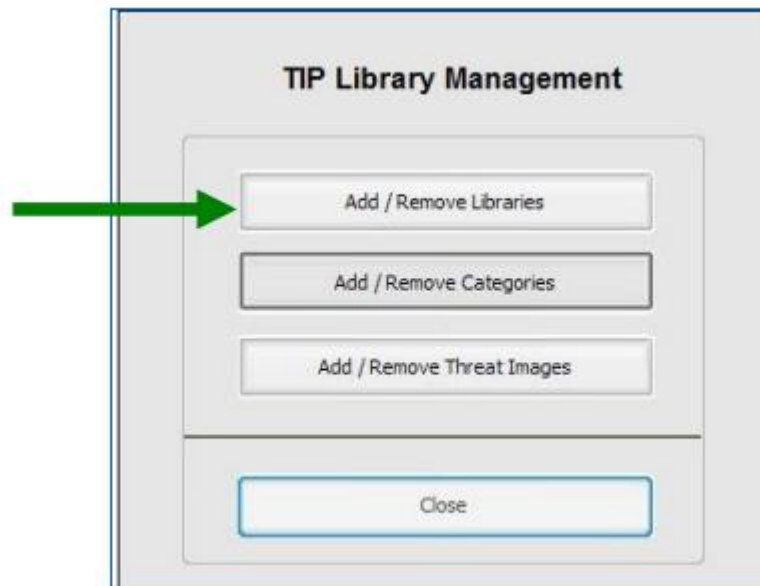 TIP Library Management
Add / Remove Libraries
Add / Remove Categories
Add / Remove Threat Images
Close